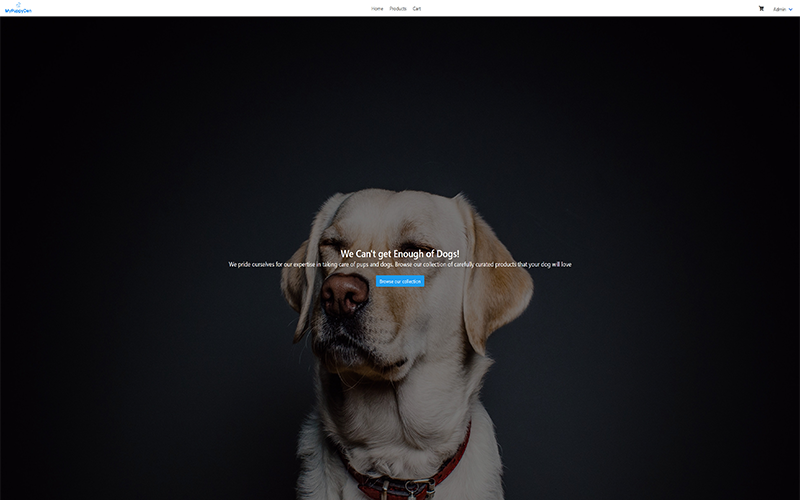 MyPuppyDen
Home Products Cart
Admin
We Can't get Enough of Dogs!
We pride ourselves for our expertise in taking care of pups and dogs. Browse our collection of carefully curated products that your dog will love
Browse our collection